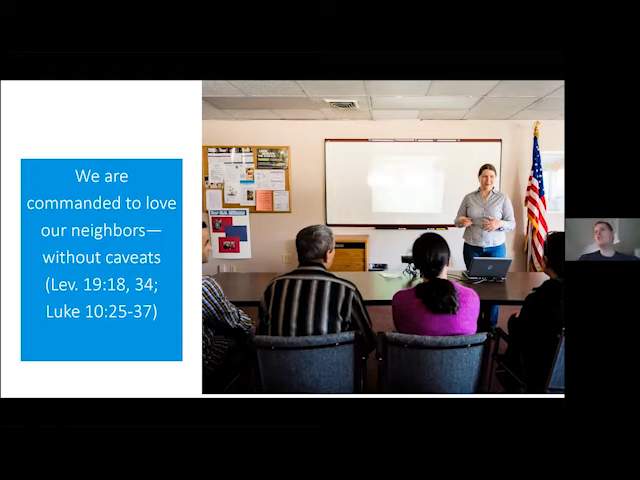 We are
commanded to love
our neighbors—
without caveats
(Lev. 19:18, 34;
Luke 10:25-37)